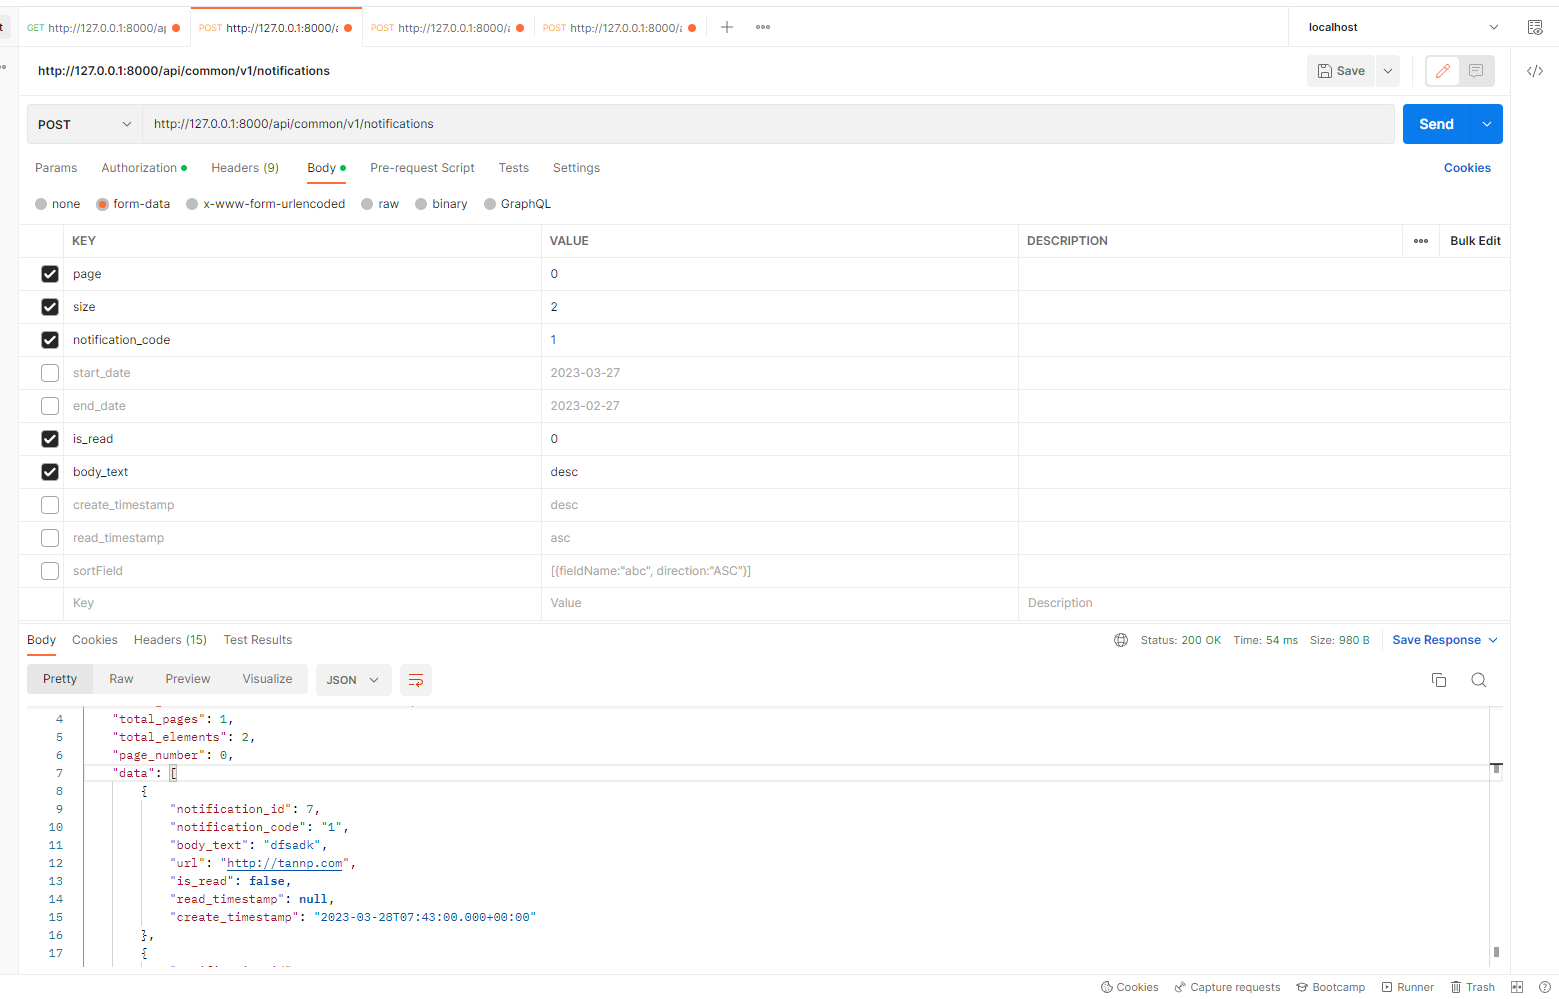 GET http://127.0.0.1:8000/ap POST http://127.0.0.1:8000/a POST http://127.0.0.1:8000/a POST http://127.0.0.1:8000/a localhost
http://127.0.0.1:8000/api/common/v1/notifications Save
POST http://127.0.0.1:8000/api/common/v1/notifications Send
Params Authorization Headers (9) Body Pre-request Script Tests Settings Cookies
none form-data x-www-form-urlencoded raw binary GraphQL
KEY VALUE DESCRIPTION Bulk Edit
page 0
size 2
notification_code 1
start_date 2023-03-27
end_date 2023-02-27
is_read 0
body_text desc
create_timestamp desc
read_timestamp asc
sortField [{fieldName:"abc", direction:"ASC"}]
Key Value Description
Body Cookies Headers (15) Test Results Status: 200 OK Time: 54 ms Size: 980 B Save Response
Pretty Raw Preview Visualize JSON
4 "total_pages": 1,
5 "total_elements": 2,
6 "page_number": 0,
7 "data": [
8 {
9 "notification_id": 7,
10 "notification_code": "1",
11 "body_text": "dfsadk",
12 "url": "http://tannp.com",
13 "is_read": false,
14 "read_timestamp": null,
15 "create_timestamp": "2023-03-28T07:43:00.000+00:00"
16 },
17 {
Cookies Capture requests Bootcamp Runner Trash